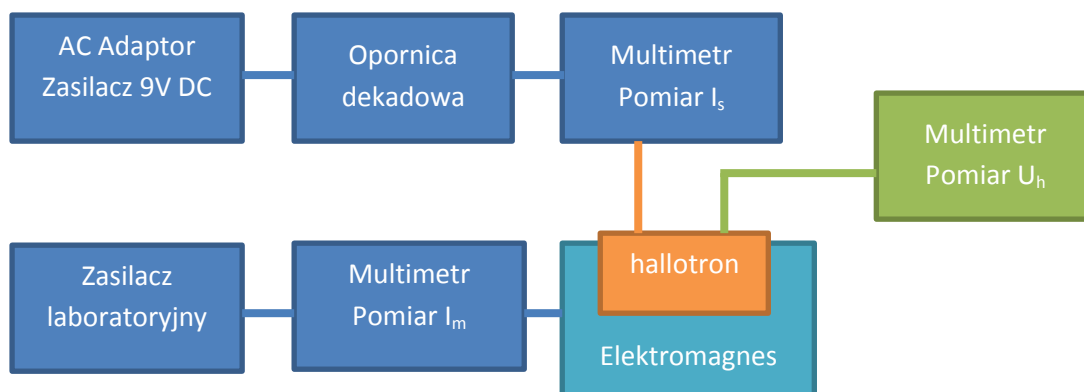 AC Adaptor
Zasilacz 9V DC
Opornica
dekadowa
Multimetr
Pomiar Is
Multimetr
Pomiar Uh
Zasilacz
laboratoryjny
Multimetr
Pomiar Im
hallotron
Elektromagnes